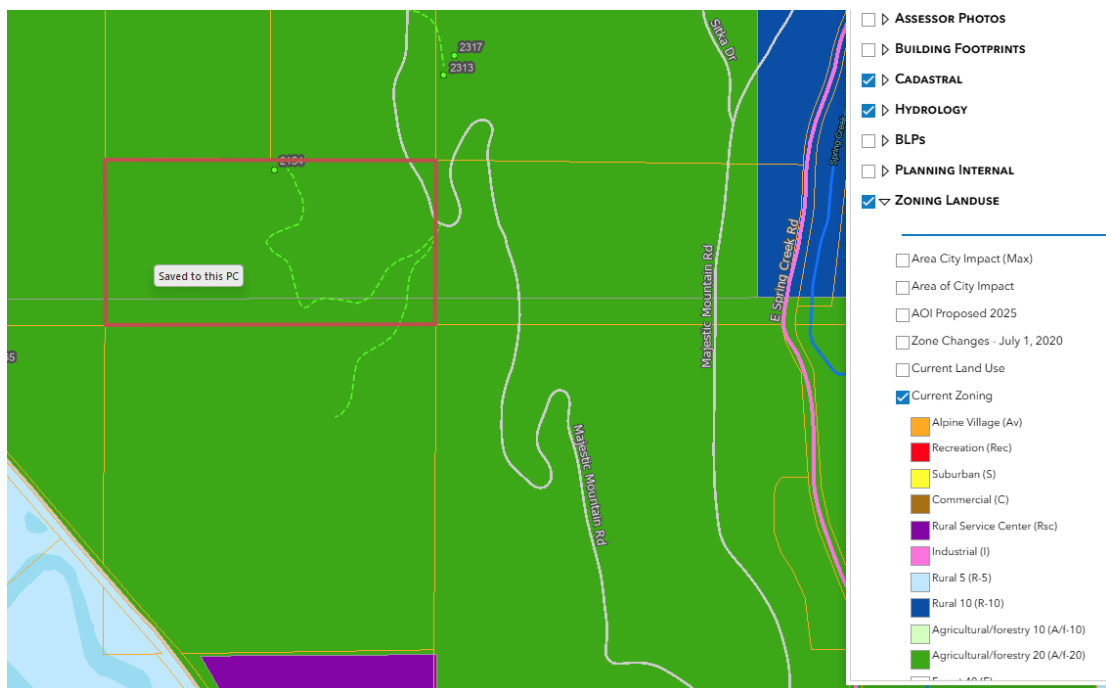 2317
2313
2184
Sitka Dr
Spring Creek
E Spring Creek Rd
Majestic Mountain Rd
Majestic Mountain Rd
Saved to this PC
ASSESSOR PHOTOS
BUILDING FOOTPRINTS
CADASTRAL
HYDROLOGY
BLPS
PLANNING INTERNAL
ZONING LANDUSE
Area City Impact (Max)
Area of City Impact
AOI Proposed 2025
Zone Changes - July 1, 2020
Current Land Use
Current Zoning
Alpine Village (Av)
Recreation (Rec)
Suburban (S)
Commercial (C)
Rural Service Center (Rsc)
Industrial (I)
Rural 5 (R-5)
Rural 10 (R-10)
Agricultural/forestry 10 (A/f-10)
Agricultural/forestry 20 (A/f-20)